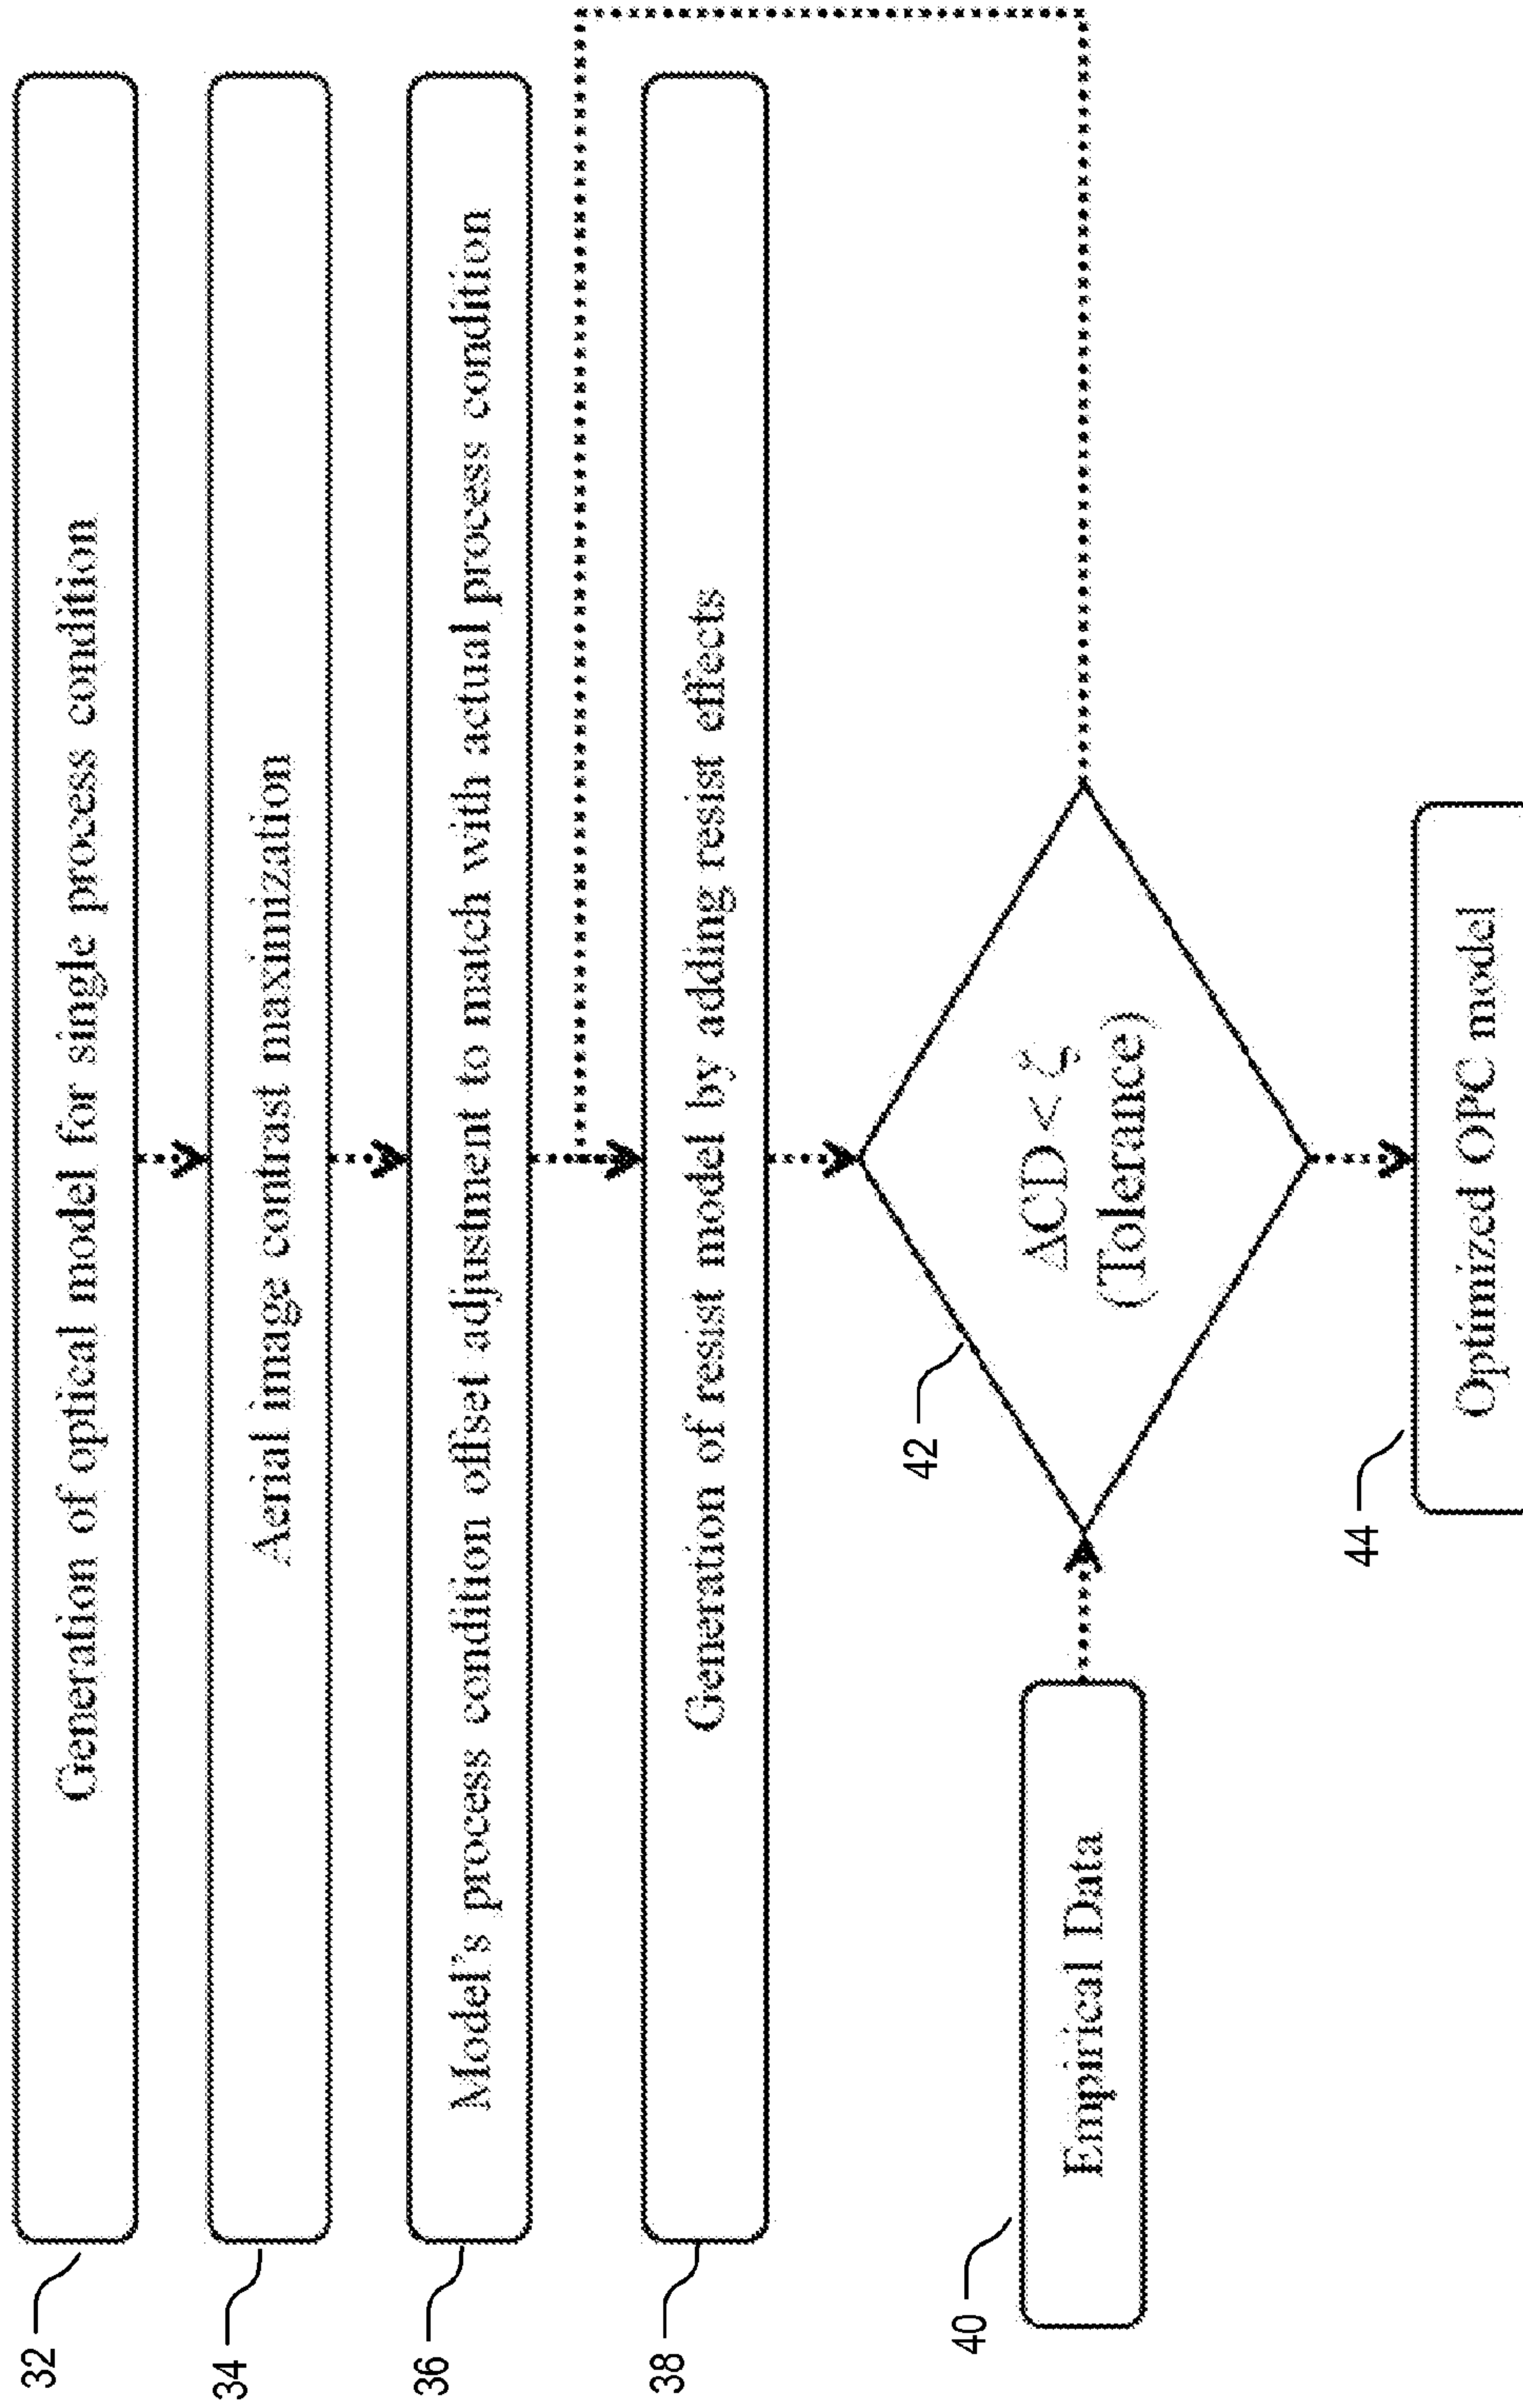 32
Generation of optical model for single process condition
34
Aerial image contrast maximization
36
Model's process condition offset adjustment to match with actual process condition
38
Generation of resist model by adding resist effects
40
Empirical Data
42
ΔCD < ζ
(Tolerance)
44
Optimized OPC model